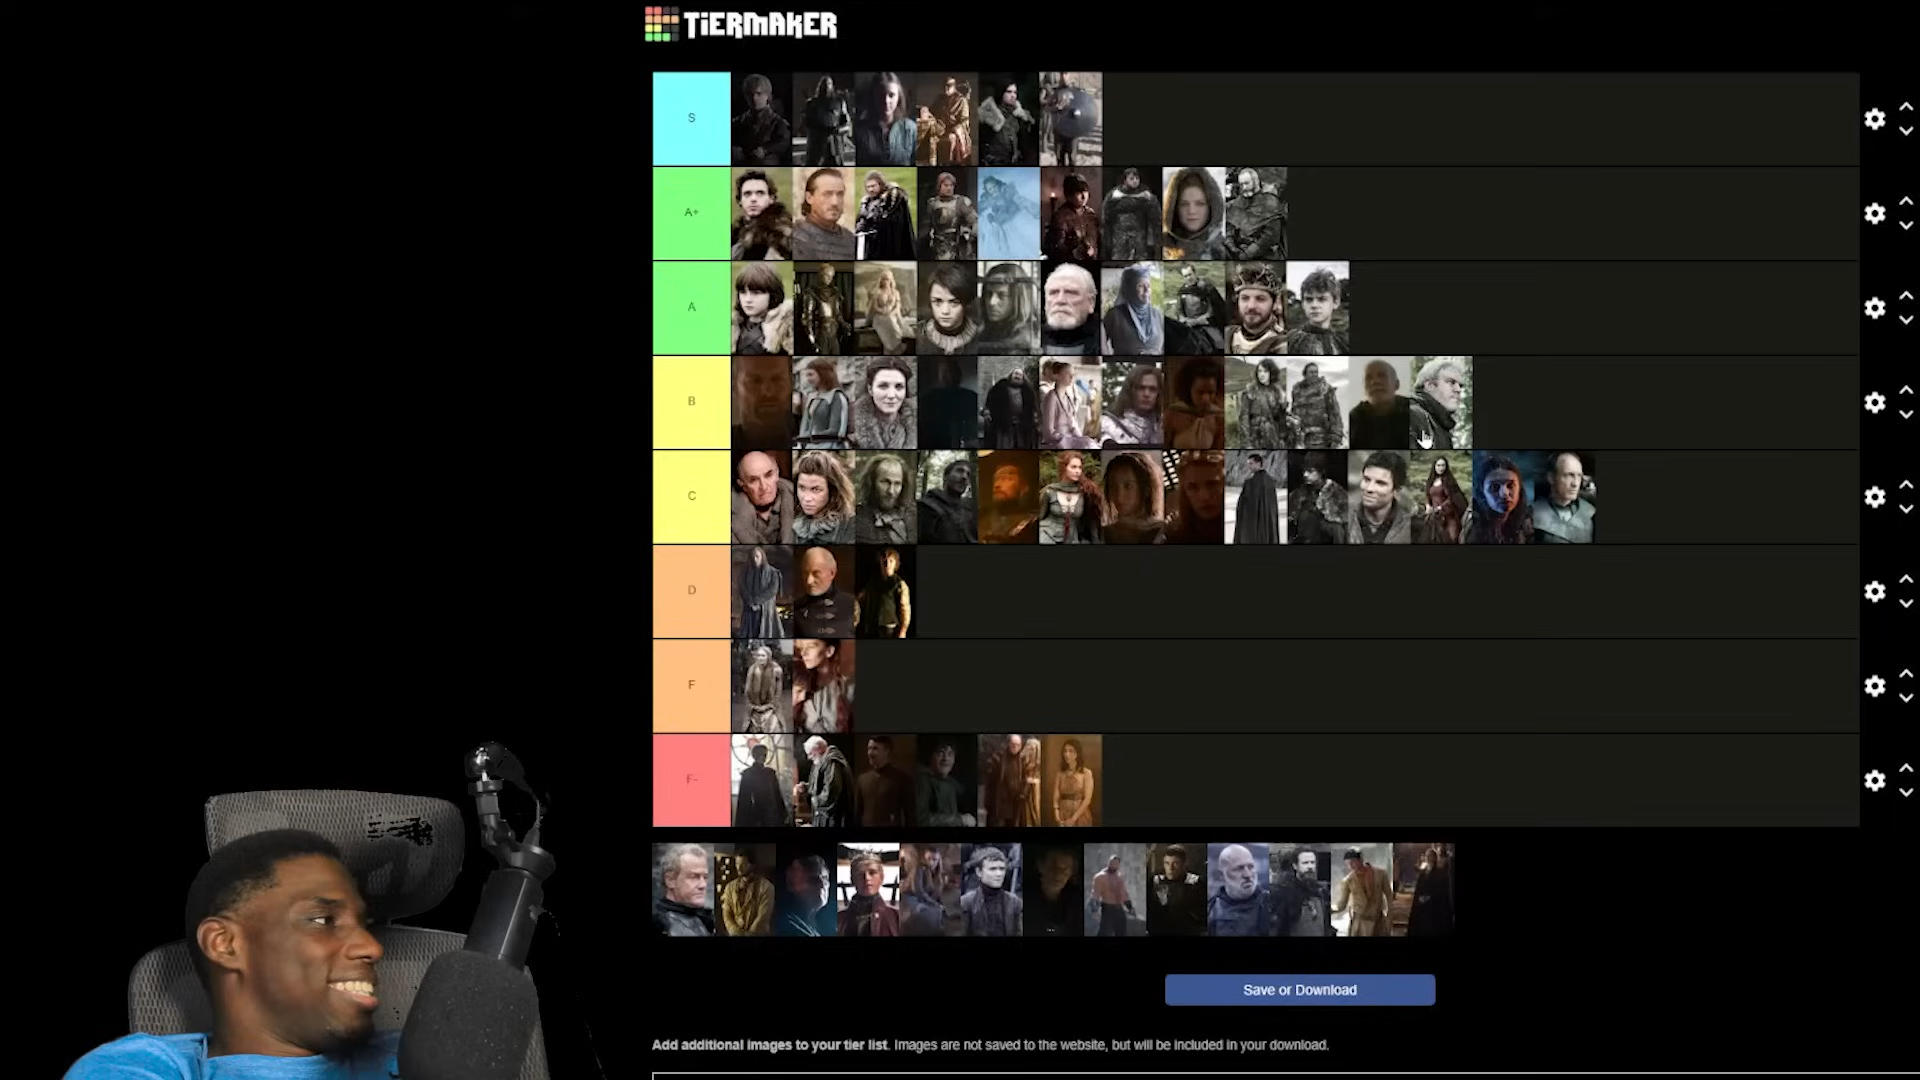 TiERMAKER
S
A+
A
B
C
D
F
F-
Save or Download
Add additional images to your tier list. Images are not saved to the website, but will be included in your download.